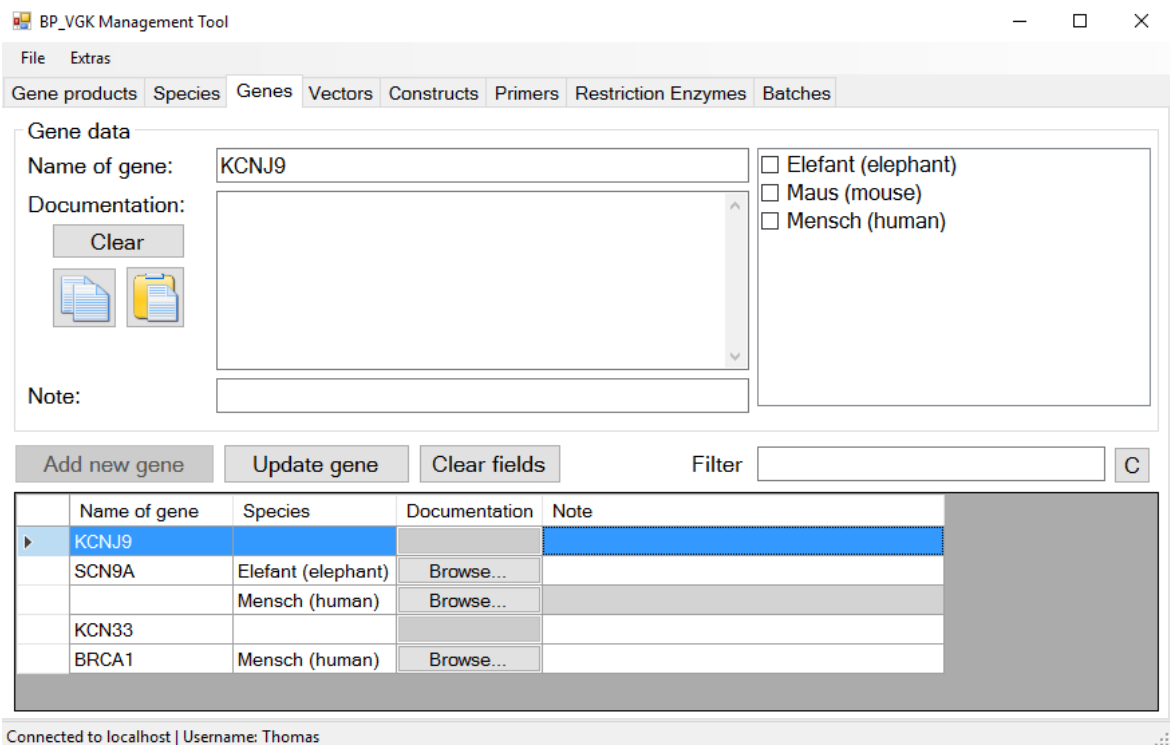 BP_VGK Management Tool
File Extras
Gene products Species Genes Vectors Constructs Primers Restriction Enzymes Batches
Gene data
Name of gene: KCNJ9
Elefant (elephant)
Maus (mouse)
Mensch (human)
Documentation:
Clear
Note:
Add new gene Update gene Clear fields Filter C
Name of gene Species Documentation Note
KCNJ9
SCN9A Elefant (elephant) Browse...
Mensch (human) Browse...
KCN33
BRCA1 Mensch (human) Browse...
Connected to localhost | Username: Thomas